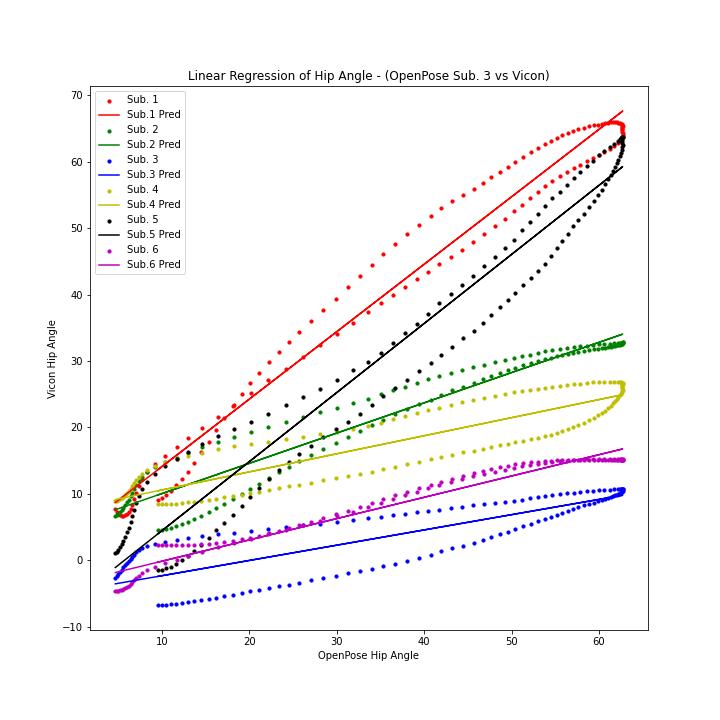 Linear Regression of Hip Angle - (OpenPose Sub. 3 vs Vicon)
Sub. 1
Sub.1 Pred
Sub. 2
Sub.2 Pred
Sub. 3
Sub.3 Pred
Sub. 4
Sub.4 Pred
Sub. 5
Sub.5 Pred
Sub. 6
Sub.6 Pred
Vicon Hip Angle
70
60
50
40
30
20
10
0
−10
10 20 30 40 50 60
OpenPose Hip Angle